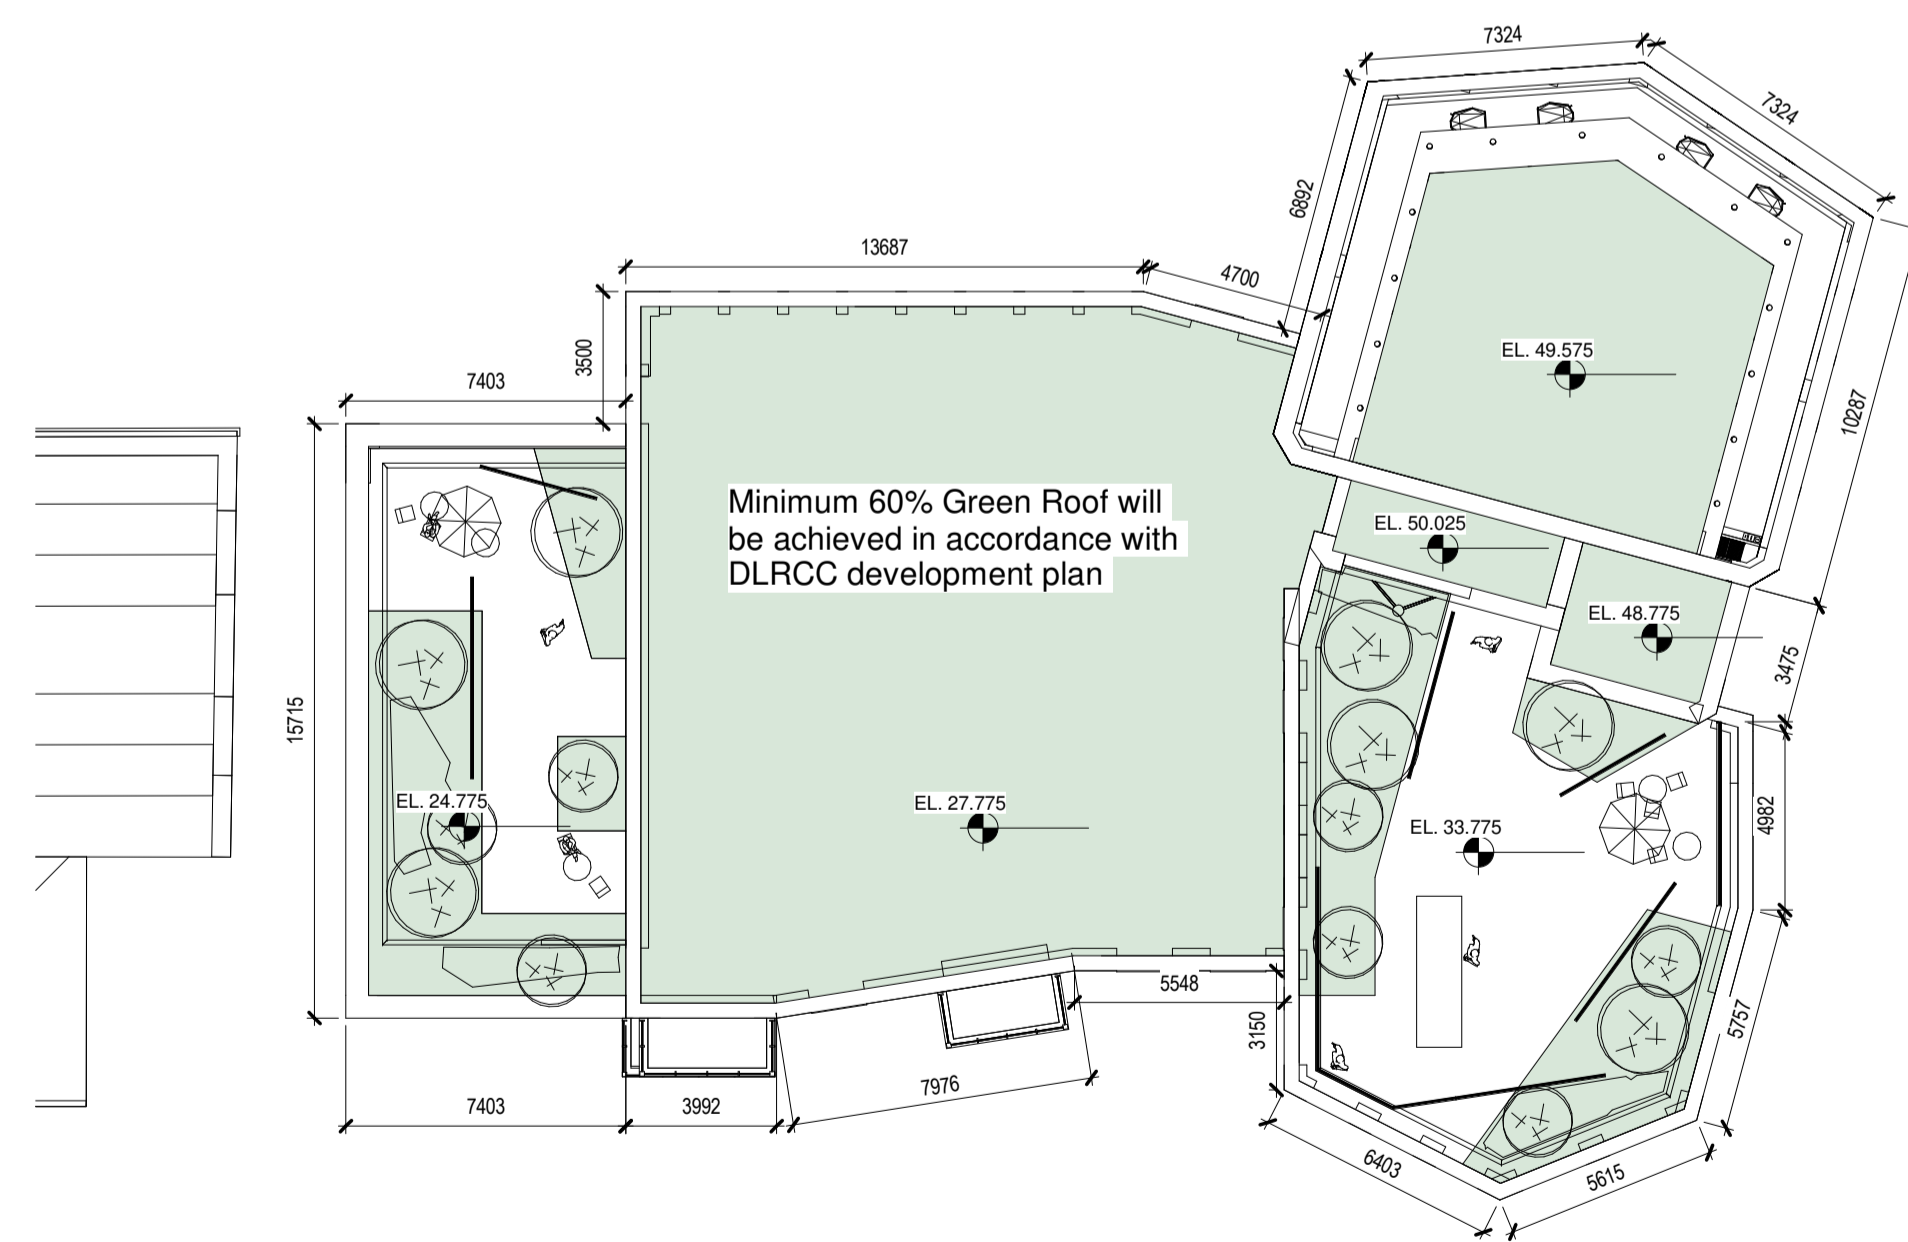 7324
7324
6892
13687
4700
3500
7403
EL. 49.575
10287
Minimum 60% Green Roof will
be achieved in accordance with
DLRCC development plan
EL. 50.025
EL. 48.775
3475
15715
EL. 24.775
EL. 27.775
EL. 33.775
4982
5548
3150
5757
7976
7403
3992
6403
5615